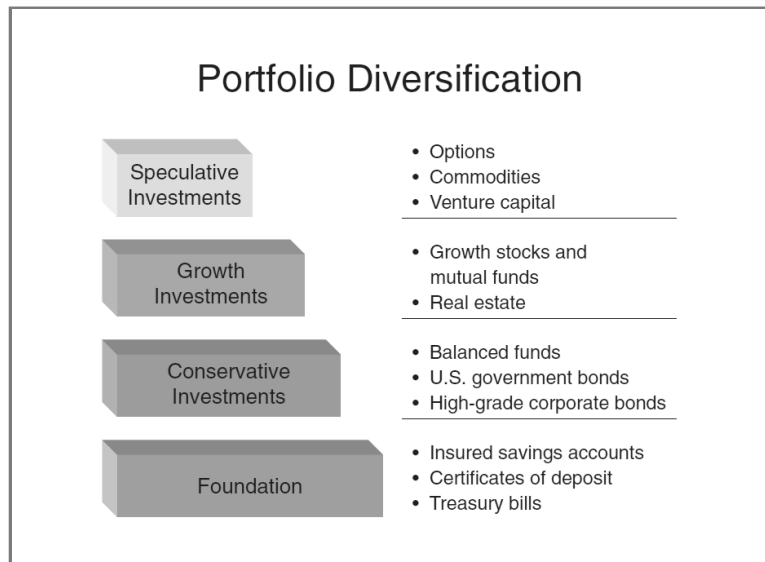 Portfolio Diversification
Speculative
Investments
• Options
• Commodities
• Venture capital
Growth
Investments
• Growth stocks and
mutual funds
• Real estate
Conservative
Investments
• Balanced funds
• U.S. government bonds
• High-grade corporate bonds
Foundation
• Insured savings accounts
• Certificates of deposit
• Treasury bills